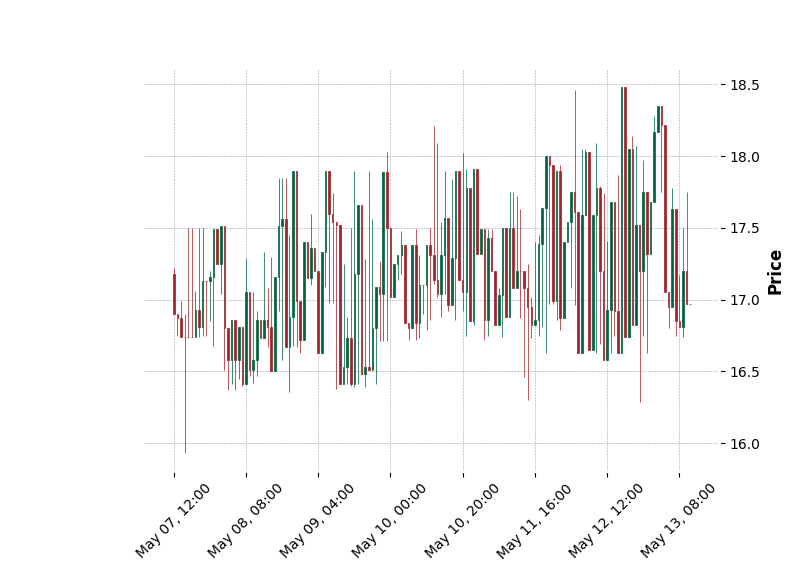 18.5
18.0
17.5
17.0
16.5
16.0
Price
May 07, 12:00
May 08, 08:00
May 09, 04:00
May 10, 00:00
May 10, 20:00
May 11, 16:00
May 12, 12:00
May 13, 08:00